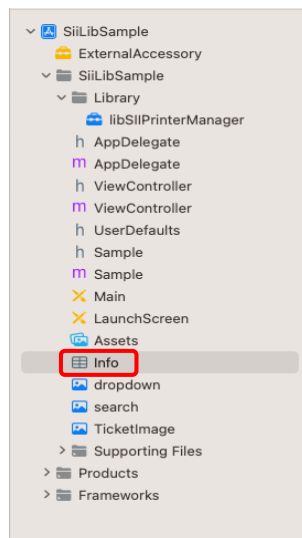 SiiLibSample
ExternalAccessory
SiiLibSample
Library
libSIIPrinterManager
h AppDelegate
m AppDelegate
h ViewController
m ViewController
h UserDefaults
h Sample
m Sample
Main
LaunchScreen
Assets
Info
dropdown
search
TicketImage
Supporting Files
Products
Frameworks